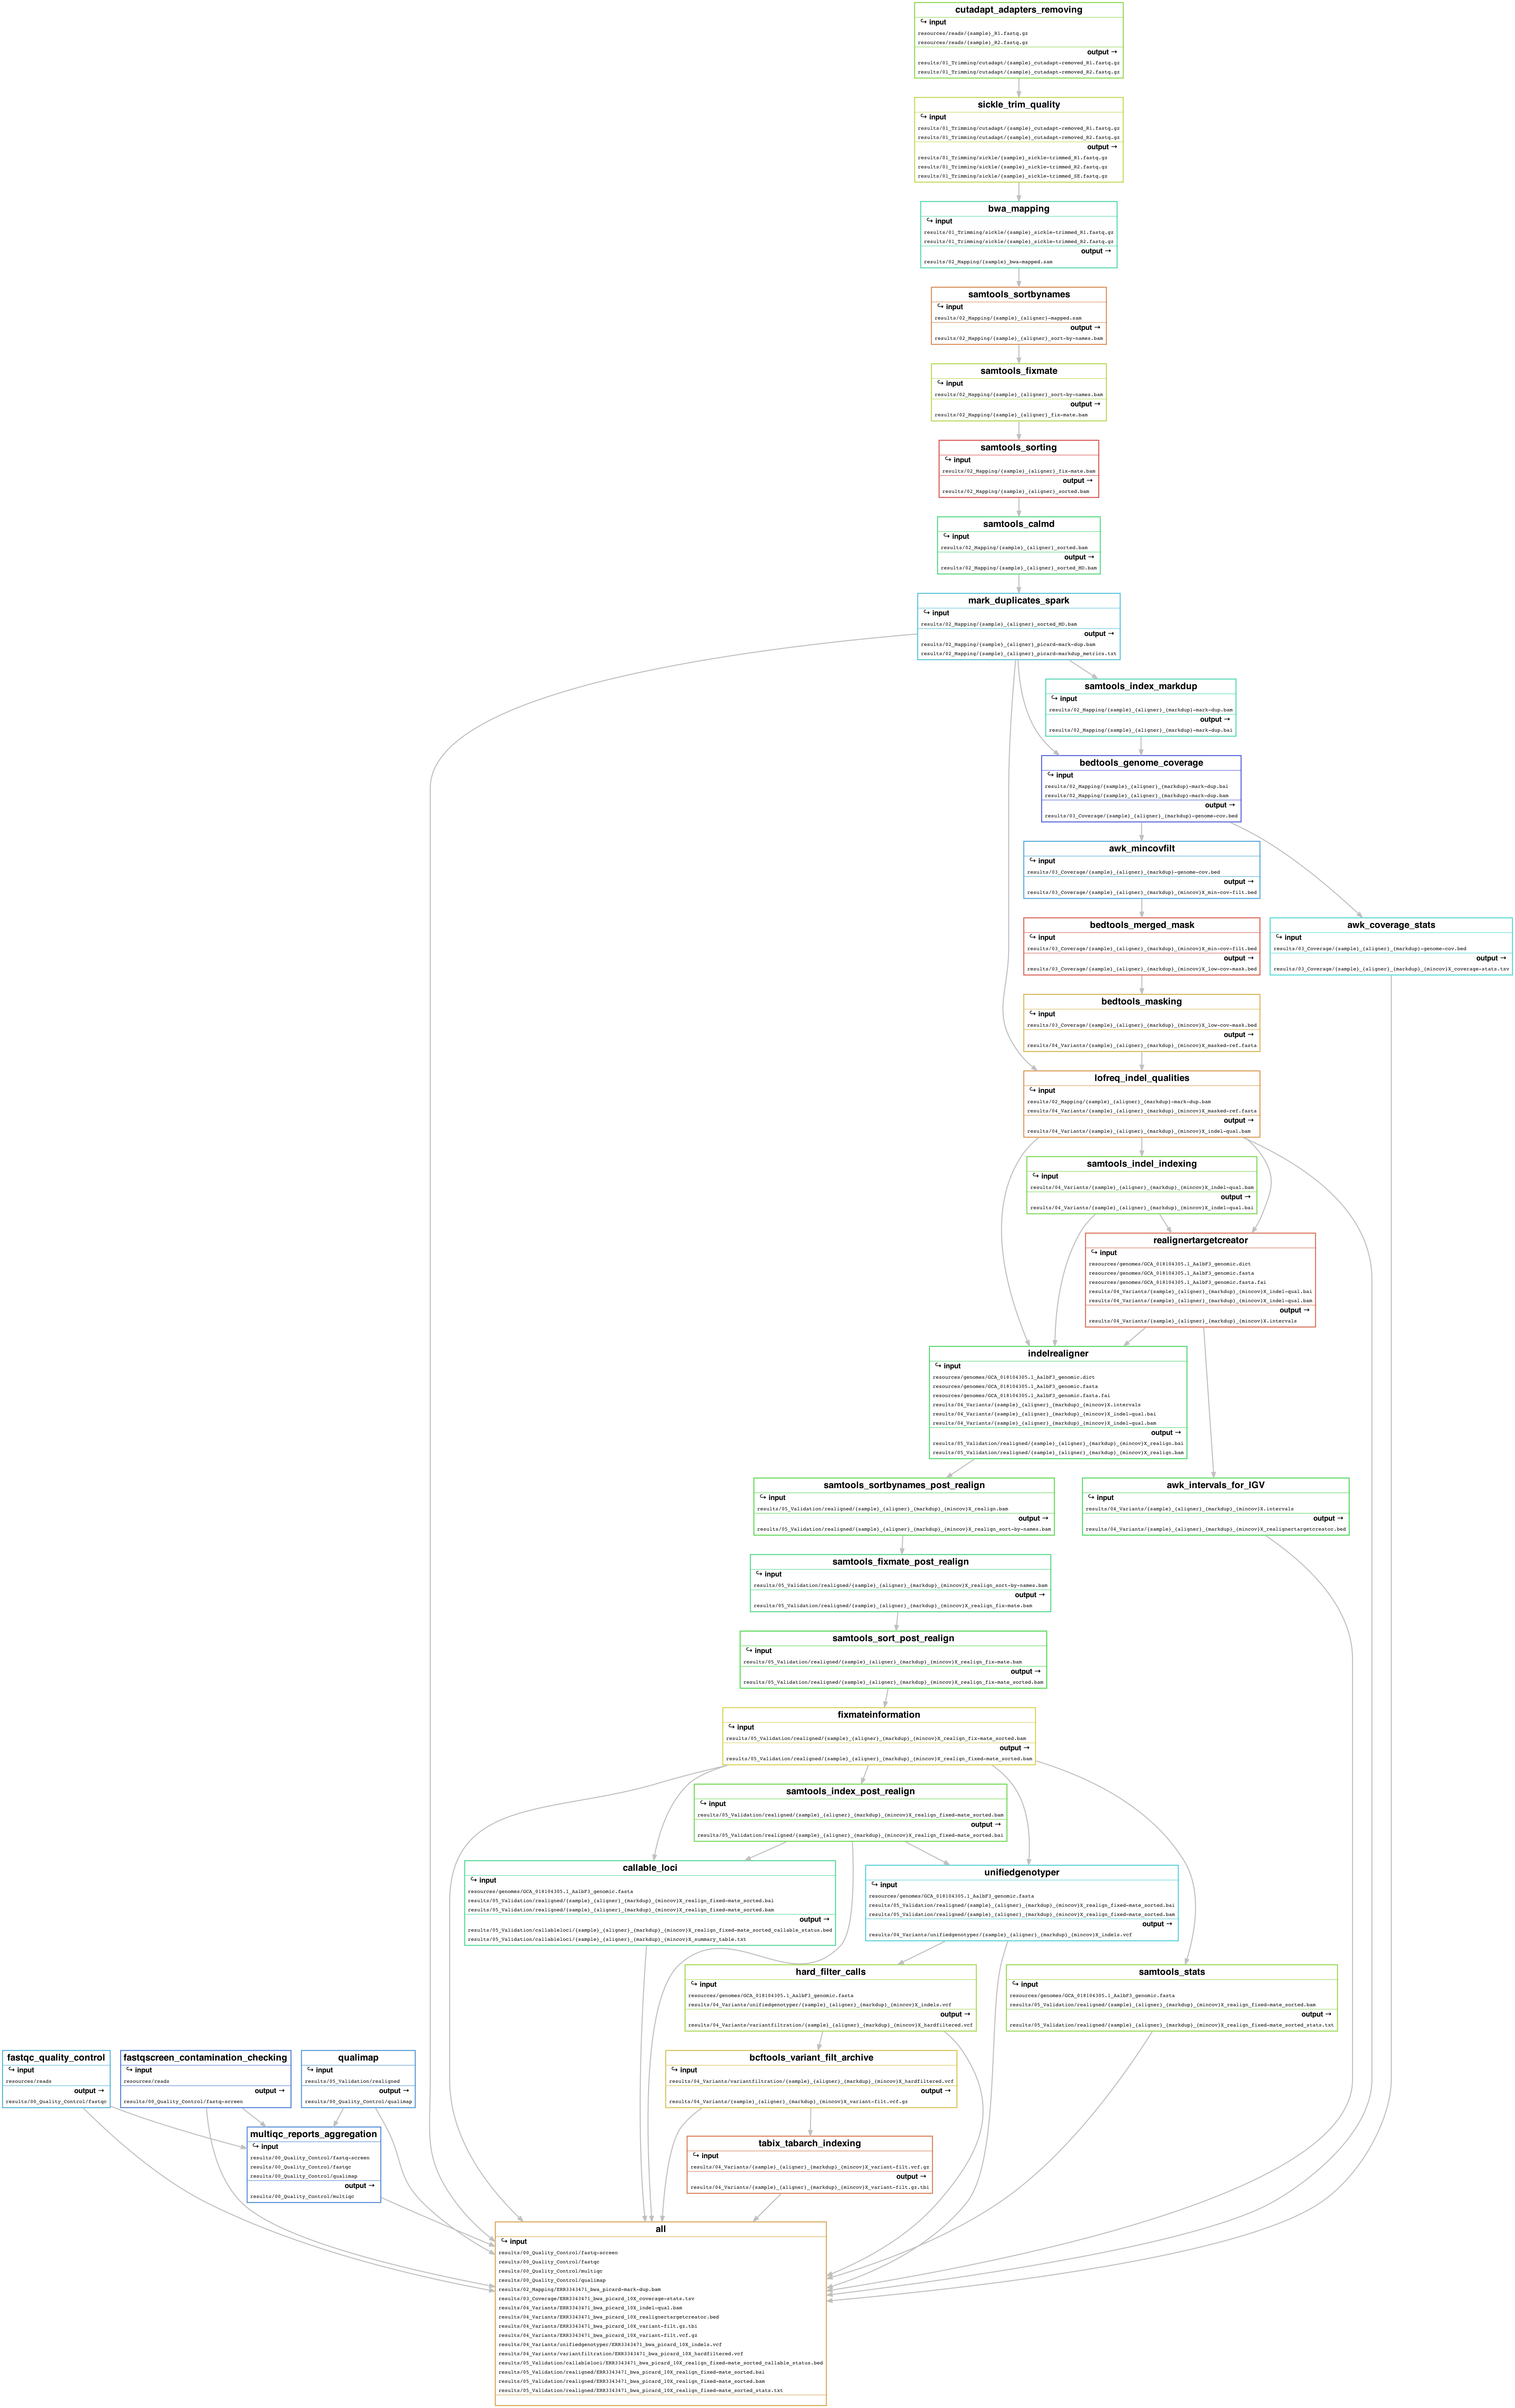 cutadapt_adapters_removing
↪ input
resources/reads/{sample}_R1.fastq.gz
resources/reads/{sample}_R2.fastq.gz
output →
results/01_Trimming/cutadapt/{sample}_cutadapt-removed_R1.fastq.gz
results/01_Trimming/cutadapt/{sample}_cutadapt-removed_R2.fastq.gz
sickle_trim_quality
↪ input
results/01_Trimming/cutadapt/{sample}_cutadapt-removed_R1.fastq.gz
results/01_Trimming/cutadapt/{sample}_cutadapt-removed_R2.fastq.gz
output →
results/01_Trimming/sickle/{sample}_sickle-trimmed_R1.fastq.gz
results/01_Trimming/sickle/{sample}_sickle-trimmed_R2.fastq.gz
results/01_Trimming/sickle/{sample}_sickle-trimmed_SE.fastq.gz
bwa_mapping
↪ input
results/01_Trimming/sickle/{sample}_sickle-trimmed_R1.fastq.gz
results/01_Trimming/sickle/{sample}_sickle-trimmed_R2.fastq.gz
output →
results/02_Mapping/{sample}_bwa-mapped.sam
samtools_sortbynames
↪ input
results/02_Mapping/{sample}_{aligner}-mapped.sam
output →
results/02_Mapping/{sample}_{aligner}_sort-by-names.bam
samtools_fixmate
↪ input
results/02_Mapping/{sample}_{aligner}_sort-by-names.bam
output →
results/02_Mapping/{sample}_{aligner}_fix-mate.bam
samtools_sorting
↪ input
results/02_Mapping/{sample}_{aligner}_fix-mate.bam
output →
results/02_Mapping/{sample}_{aligner}_sorted.bam
samtools_calmd
↪ input
results/02_Mapping/{sample}_{aligner}_sorted.bam
output →
results/02_Mapping/{sample}_{aligner}_sorted_MD.bam
mark_duplicates_spark
↪ input
results/02_Mapping/{sample}_{aligner}_sorted_MD.bam
output →
results/02_Mapping/{sample}_{aligner}_picard-mark-dup.bam
results/02_Mapping/{sample}_{aligner}_picard-markdup_metrics.txt
samtools_index_markdup
↪ input
results/02_Mapping/{sample}_{aligner}_{markdup}-mark-dup.bam
output →
results/02_Mapping/{sample}_{aligner}_{markdup}-mark-dup.bai
bedtools_genome_coverage
↪ input
results/02_Mapping/{sample}_{aligner}_{markdup}-mark-dup.bai
results/02_Mapping/{sample}_{aligner}_{markdup}-mark-dup.bam
output →
results/03_Coverage/{sample}_{aligner}_{markdup}-genome-cov.bed
awk_mincovfilt
↪ input
results/03_Coverage/{sample}_{aligner}_{markdup}-genome-cov.bed
output →
results/03_Coverage/{sample}_{aligner}_{markdup}_{mincov}X_min-cov-filt.bed
bedtools_merged_mask
↪ input
results/03_Coverage/{sample}_{aligner}_{markdup}_{mincov}X_min-cov-filt.bed
output →
results/03_Coverage/{sample}_{aligner}_{markdup}_{mincov}X_low-cov-mask.bed
awk_coverage_stats
↪ input
results/03_Coverage/{sample}_{aligner}_{markdup}-genome-cov.bed
output →
results/03_Coverage/{sample}_{aligner}_{markdup}_{mincov}X_coverage-stats.tsv
bedtools_masking
↪ input
results/03_Coverage/{sample}_{aligner}_{markdup}_{mincov}X_low-cov-mask.bed
output →
results/04_Variants/{sample}_{aligner}_{markdup}_{mincov}X_masked-ref.fasta
lofreq_indel_qualities
↪ input
results/02_Mapping/{sample}_{aligner}_{markdup}-mark-dup.bam
results/04_Variants/{sample}_{aligner}_{markdup}_{mincov}X_masked-ref.fasta
output →
results/04_Variants/{sample}_{aligner}_{markdup}_{mincov}X_indel-qual.bam
samtools_indel_indexing
↪ input
results/04_Variants/{sample}_{aligner}_{markdup}_{mincov}X_indel-qual.bam
output →
results/04_Variants/{sample}_{aligner}_{markdup}_{mincov}X_indel-qual.bai
realignertargetcreator
↪ input
resources/genomes/GCA_018104305.1_AalbF3_genomic.dict
resources/genomes/GCA_018104305.1_AalbF3_genomic.fasta
resources/genomes/GCA_018104305.1_AalbF3_genomic.fasta.fai
results/04_Variants/{sample}_{aligner}_{markdup}_{mincov}X_indel-qual.bai
results/04_Variants/{sample}_{aligner}_{markdup}_{mincov}X_indel-qual.bam
output →
results/04_Variants/{sample}_{aligner}_{markdup}_{mincov}X.intervals
indelrealigner
↪ input
resources/genomes/GCA_018104305.1_AalbF3_genomic.dict
resources/genomes/GCA_018104305.1_AalbF3_genomic.fasta
resources/genomes/GCA_018104305.1_AalbF3_genomic.fasta.fai
results/04_Variants/{sample}_{aligner}_{markdup}_{mincov}X.intervals
results/04_Variants/{sample}_{aligner}_{markdup}_{mincov}X_indel-qual.bai
results/04_Variants/{sample}_{aligner}_{markdup}_{mincov}X_indel-qual.bam
output →
results/05_Validation/realigned/{sample}_{aligner}_{markdup}_{mincov}X_realign.bai
results/05_Validation/realigned/{sample}_{aligner}_{markdup}_{mincov}X_realign.bam
samtools_sortbynames_post_realign
↪ input
results/05_Validation/realigned/{sample}_{aligner}_{markdup}_{mincov}X_realign.bam
output →
results/05_Validation/realigned/{sample}_{aligner}_{markdup}_{mincov}X_realign_sort-by-names.bam
awk_intervals_for_IGV
↪ input
results/04_Variants/{sample}_{aligner}_{markdup}_{mincov}X.intervals
output →
results/04_Variants/{sample}_{aligner}_{markdup}_{mincov}X_realignertargetcreator.bed
samtools_fixmate_post_realign
↪ input
results/05_Validation/realigned/{sample}_{aligner}_{markdup}_{mincov}X_realign_sort-by-names.bam
output →
results/05_Validation/realigned/{sample}_{aligner}_{markdup}_{mincov}X_realign_fix-mate.bam
samtools_sort_post_realign
↪ input
results/05_Validation/realigned/{sample}_{aligner}_{markdup}_{mincov}X_realign_fix-mate.bam
output →
results/05_Validation/realigned/{sample}_{aligner}_{markdup}_{mincov}X_realign_fix-mate_sorted.bam
fixmateinformation
↪ input
results/05_Validation/realigned/{sample}_{aligner}_{markdup}_{mincov}X_realign_fix-mate_sorted.bam
output →
results/05_Validation/realigned/{sample}_{aligner}_{markdup}_{mincov}X_realign_fixed-mate_sorted.bam
samtools_index_post_realign
↪ input
results/05_Validation/realigned/{sample}_{aligner}_{markdup}_{mincov}X_realign_fixed-mate_sorted.bam
output →
results/05_Validation/realigned/{sample}_{aligner}_{markdup}_{mincov}X_realign_fixed-mate_sorted.bai
callable_loci
↪ input
resources/genomes/GCA_018104305.1_AalbF3_genomic.fasta
results/05_Validation/realigned/{sample}_{aligner}_{markdup}_{mincov}X_realign_fixed-mate_sorted.bai
results/05_Validation/realigned/{sample}_{aligner}_{markdup}_{mincov}X_realign_fixed-mate_sorted.bam
output →
results/05_Validation/callableloci/{sample}_{aligner}_{markdup}_{mincov}X_realign_fixed-mate_sorted_callable_status.bed
results/05_Validation/callableloci/{sample}_{aligner}_{markdup}_{mincov}X_summary_table.txt
unifiedgenotyper
↪ input
resources/genomes/GCA_018104305.1_AalbF3_genomic.fasta
results/05_Validation/realigned/{sample}_{aligner}_{markdup}_{mincov}X_realign_fixed-mate_sorted.bai
results/05_Validation/realigned/{sample}_{aligner}_{markdup}_{mincov}X_realign_fixed-mate_sorted.bam
output →
results/04_Variants/unifiedgenotyper/{sample}_{aligner}_{markdup}_{mincov}X_indels.vcf
hard_filter_calls
↪ input
resources/genomes/GCA_018104305.1_AalbF3_genomic.fasta
results/04_Variants/unifiedgenotyper/{sample}_{aligner}_{markdup}_{mincov}X_indels.vcf
output →
results/04_Variants/variantfiltration/{sample}_{aligner}_{markdup}_{mincov}X_hardfiltered.vcf
samtools_stats
↪ input
resources/genomes/GCA_018104305.1_AalbF3_genomic.fasta
results/05_Validation/realigned/{sample}_{aligner}_{markdup}_{mincov}X_realign_fixed-mate_sorted.bam
output →
results/05_Validation/realigned/{sample}_{aligner}_{markdup}_{mincov}X_realign_fixed-mate_sorted_stats.txt
fastqc_quality_control
↪ input
resources/reads
output →
results/00_Quality_Control/fastqc
fastqscreen_contamination_checking
↪ input
resources/reads
output →
results/00_Quality_Control/fastq-screen
qualimap
↪ input
results/05_Validation/realigned
output →
results/00_Quality_Control/qualimap
bcftools_variant_filt_archive
↪ input
results/04_Variants/variantfiltration/{sample}_{aligner}_{markdup}_{mincov}X_hardfiltered.vcf
output →
results/04_Variants/{sample}_{aligner}_{markdup}_{mincov}X_variant-filt.vcf.gz
multiqc_reports_aggregation
↪ input
results/00_Quality_Control/fastq-screen
results/00_Quality_Control/fastqc
results/00_Quality_Control/qualimap
output →
results/00_Quality_Control/multiqc
tabix_tabarch_indexing
↪ input
results/04_Variants/{sample}_{aligner}_{markdup}_{mincov}X_variant-filt.vcf.gz
output →
results/04_Variants/{sample}_{aligner}_{markdup}_{mincov}X_variant-filt.gz.tbi
all
↪ input
results/00_Quality_Control/fastq-screen
results/00_Quality_Control/fastqc
results/00_Quality_Control/multiqc
results/00_Quality_Control/qualimap
results/02_Mapping/ERR3343471_bwa_picard-mark-dup.bam
results/03_Coverage/ERR3343471_bwa_picard_10X_coverage-stats.tsv
results/04_Variants/ERR3343471_bwa_picard_10X_indel-qual.bam
results/04_Variants/ERR3343471_bwa_picard_10X_realignertargetcreator.bed
results/04_Variants/ERR3343471_bwa_picard_10X_variant-filt.gz.tbi
results/04_Variants/ERR3343471_bwa_picard_10X_variant-filt.vcf.gz
results/04_Variants/unifiedgenotyper/ERR3343471_bwa_picard_10X_indels.vcf
results/04_Variants/variantfiltration/ERR3343471_bwa_picard_10X_hardfiltered.vcf
results/05_Validation/callableloci/ERR3343471_bwa_picard_10X_realign_fixed-mate_sorted_callable_status.bed
results/05_Validation/realigned/ERR3343471_bwa_picard_10X_realign_fixed-mate_sorted.bai
results/05_Validation/realigned/ERR3343471_bwa_picard_10X_realign_fixed-mate_sorted.bam
results/05_Validation/realigned/ERR3343471_bwa_picard_10X_realign_fixed-mate_sorted_stats.txt